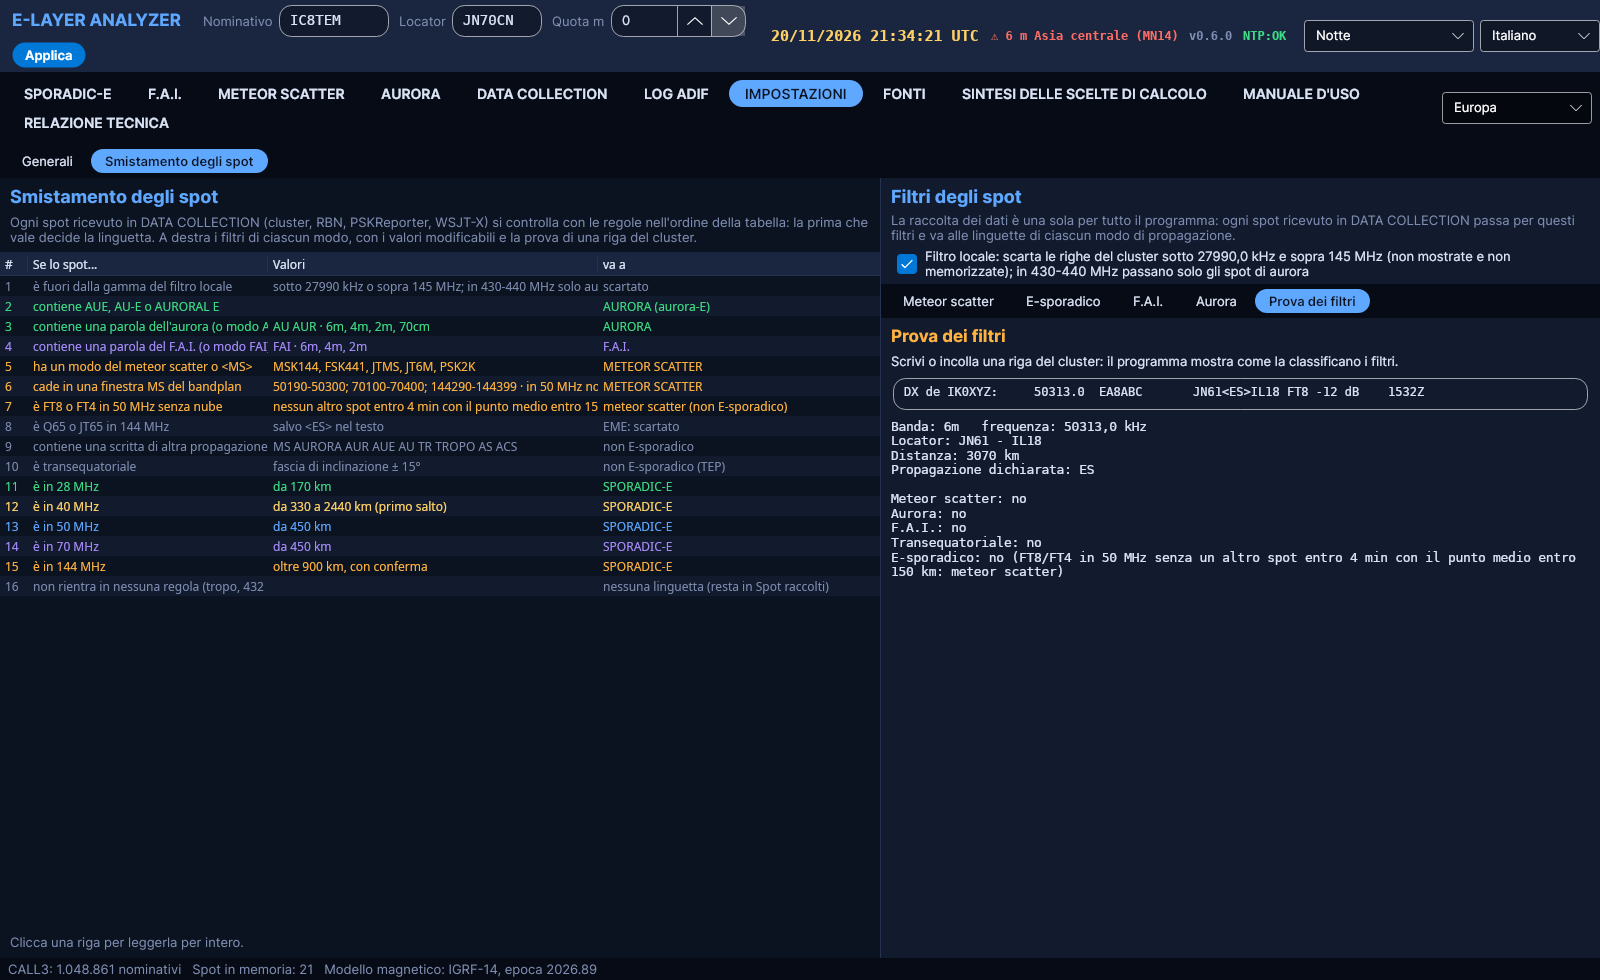 E-LAYER ANALYZER Nominativo IC8TEM Locator JN70CN Quota m 0
20/11/2026 21:34:21 UTC ⚠ 6 m Asia centrale (MN14) v0.6.0 NTP:OK Notte Italiano
Applica
SPORADIC-E F.A.I. METEOR SCATTER AURORA DATA COLLECTION LOG ADIF IMPOSTAZIONI FONTI SINTESI DELLE SCELTE DI CALCOLO MANUALE D'USO
RELAZIONE TECNICA
Europa
Generali Smistamento degli spot
Smistamento degli spot
Ogni spot ricevuto in DATA COLLECTION (cluster, RBN, PSKReporter, WSJT-X) si controlla con le regole nell'ordine della tabella: la prima che
vale decide la linguetta. A destra i filtri di ciascun modo, con i valori modificabili e la prova di una riga del cluster.
# Se lo spot... Valori va a
1 è fuori dalla gamma del filtro locale sotto 27990 kHz o sopra 145 MHz; in 430-440 MHz solo au scartato
2 contiene AUE, AU-E o AURORAL E AURORA (aurora-E)
3 contiene una parola dell'aurora (o modo A AU AUR · 6m, 4m, 2m, 70cm AURORA
4 contiene una parola del F.A.I. (o modo FAI FAI · 6m, 4m, 2m F.A.I.
5 ha un modo del meteor scatter o <MS> MSK144, FSK441, JTMS, JT6M, PSK2K METEOR SCATTER
6 cade in una finestra MS del bandplan 50190-50300; 70100-70400; 144290-144399 · in 50 MHz nc METEOR SCATTER
7 è FT8 o FT4 in 50 MHz senza nube nessun altro spot entro 4 min con il punto medio entro 15 meteor scatter (non E-sporadico)
8 è Q65 o JT65 in 144 MHz salvo <ES> nel testo EME: scartato
9 contiene una scritta di altra propagazione MS AURORA AUR AUE AU TR TROPO AS ACS non E-sporadico
10 è transequatoriale fascia di inclinazione ± 15° non E-sporadico (TEP)
11 è in 28 MHz da 170 km SPORADIC-E
12 è in 40 MHz da 330 a 2440 km (primo salto) SPORADIC-E
13 è in 50 MHz da 450 km SPORADIC-E
14 è in 70 MHz da 450 km SPORADIC-E
15 è in 144 MHz oltre 900 km, con conferma SPORADIC-E
16 non rientra in nessuna regola (tropo, 432 nessuna linguetta (resta in Spot raccolti)
Clicca una riga per leggerla per intero.
Filtri degli spot
La raccolta dei dati è una sola per tutto il programma: ogni spot ricevuto in DATA COLLECTION passa per questi
filtri e va alle linguette di ciascun modo di propagazione.
Filtro locale: scarta le righe del cluster sotto 27990,0 kHz e sopra 145 MHz (non mostrate e non
memorizzate); in 430-440 MHz passano solo gli spot di aurora
Meteor scatter E-sporadico F.A.I. Aurora Prova dei filtri
Prova dei filtri
Scrivi o incolla una riga del cluster: il programma mostra come la classificano i filtri.
DX de IK0XYZ: 50313.0 EA8ABC JN61<ES>IL18 FT8 -12 dB 1532Z
Banda: 6m frequenza: 50313,0 kHz
Locator: JN61 - IL18
Distanza: 3070 km
Propagazione dichiarata: ES
Meteor scatter: no
Aurora: no
F.A.I.: no
Transequatoriale: no
E-sporadico: no (FT8/FT4 in 50 MHz senza un altro spot entro 4 min con il punto medio entro
150 km: meteor scatter)
CALL3: 1.048.861 nominativi Spot in memoria: 21 Modello magnetico: IGRF-14, epoca 2026.89